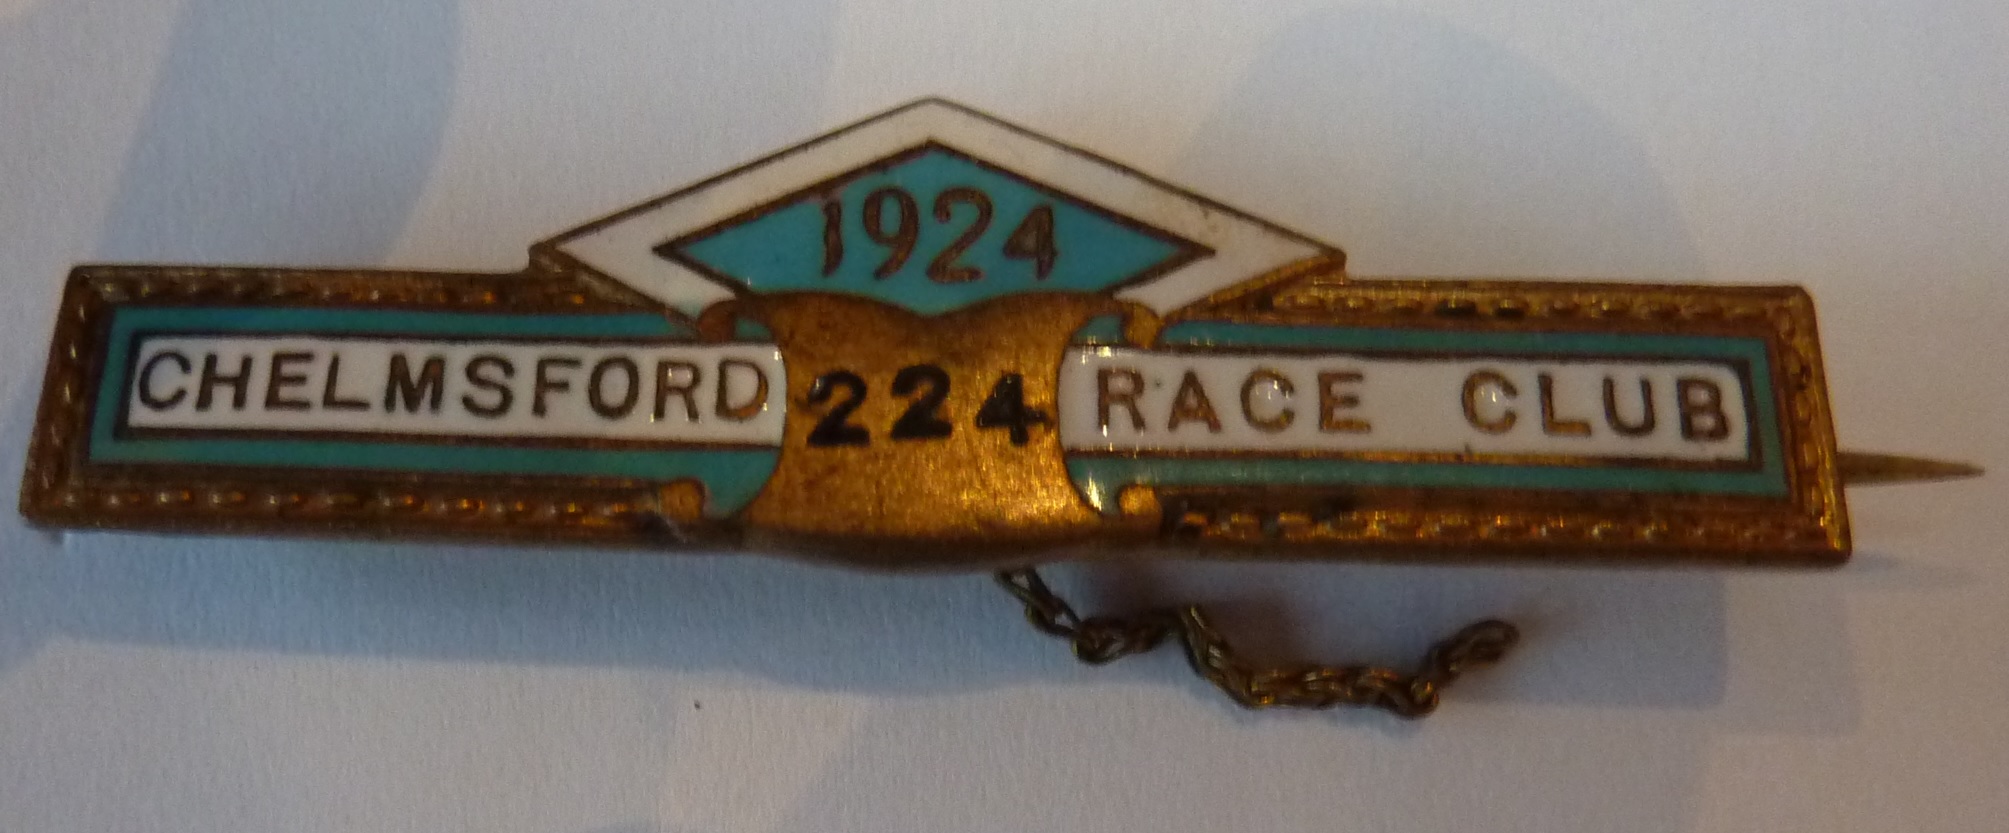 1924
CHELMSFORD 224 RACE CLUB